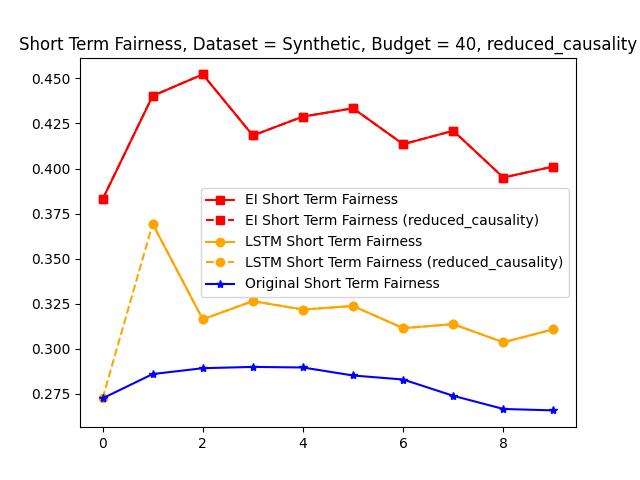 Short Term Fairness, Dataset = Synthetic, Budget = 40, reduced_causality
0.450
0.425
0.400
0.375
0.350
0.325
0.300
0.275
EI Short Term Fairness
EI Short Term Fairness (reduced_causality)
LSTM Short Term Fairness
LSTM Short Term Fairness (reduced_causality)
Original Short Term Fairness
0 2 4 6 8